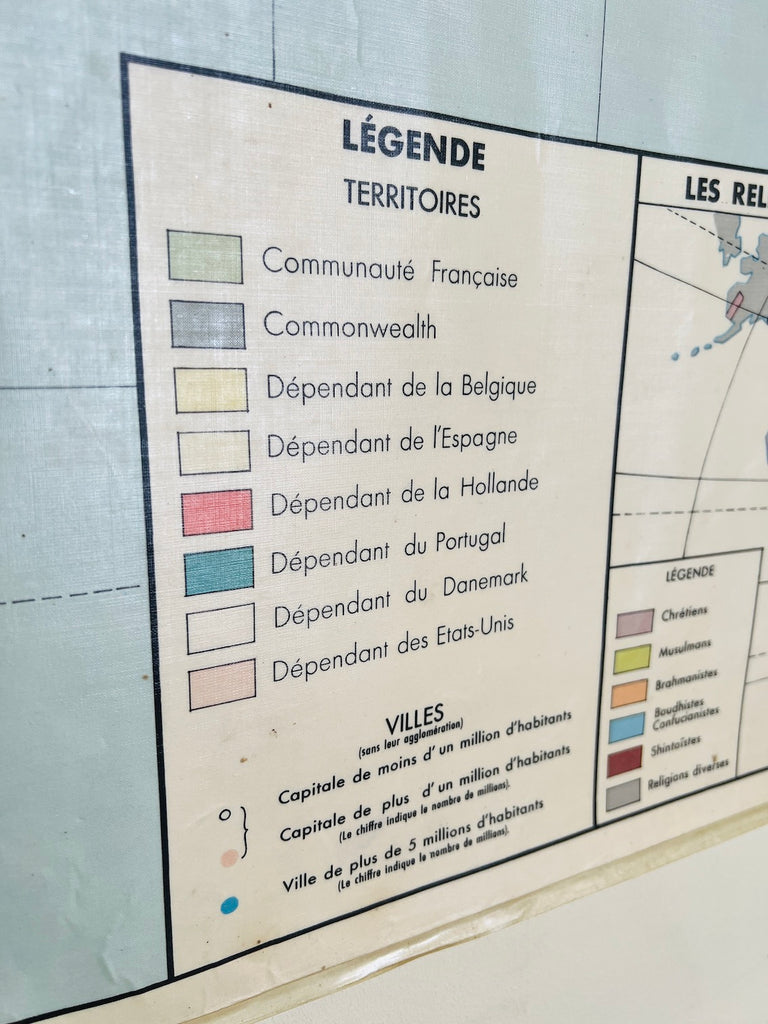 LÉGENDE
TERRITOIRES
Communauté Française
Commonwealth
Dépendant de la Belgique
Dépendant de l'Espagne
Dépendant de la Hollande
Dépendant du Portugal
Dépendant du Danemark
Dépendant des Etats-Unis
VILLES
(sans leur agglomération)
Capitale de moins d'un million d'habitants
Capitale de plus d'un million d'habitants
(Le chiffre indique le nombre de millions).
Ville de plus de 5 millions d'habitants
(Le chiffre indique le nombre de millions).
LES REL
LÉGENDE
Chrétiens
Musulmans
Brahmanistes
Boudhistes
Confucianistes
Shintoïstes
Religions diverses